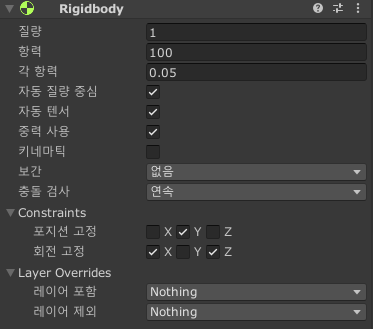 Rigidbody
질량 1
항력 100
각 항력 0.05
자동 질량 중심
자동 텐서
중력 사용
키네마틱
보간 없음
충돌 검사 연속
Constraints
포지션 고정 X Y Z
회전 고정 X Y Z
Layer Overrides
레이어 포함 Nothing
레이어 제외 Nothing